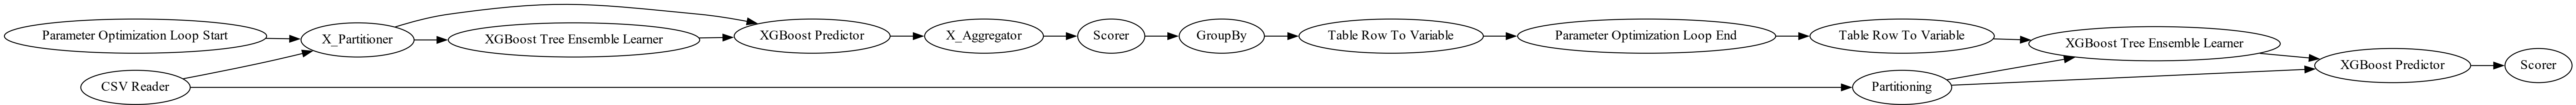 Parameter Optimization Loop Start
X_Partitioner
XGBoost Tree Ensemble Learner
XGBoost Predictor
X_Aggregator
Scorer
GroupBy
Table Row To Variable
Parameter Optimization Loop End
Table Row To Variable
XGBoost Tree Ensemble Learner
XGBoost Predictor
Scorer
CSV Reader
Partitioning